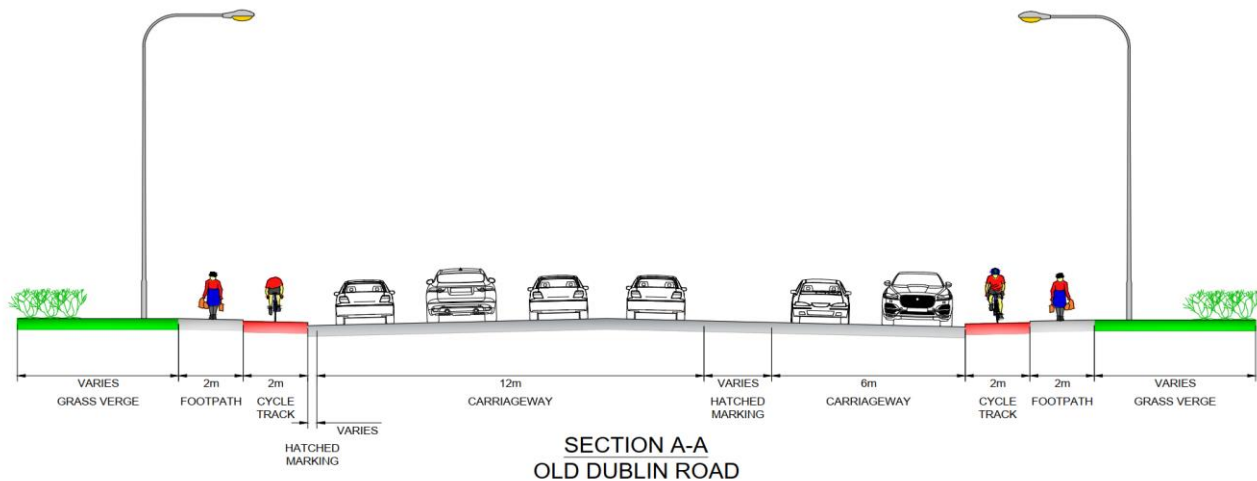 VARIES
GRASS VERGE
2m
FOOTPATH
2m
CYCLE
TRACK
VARIES
HATCHED
MARKING
12m
CARRIAGEWAY
VARIES
HATCHED
MARKING
6m
CARRIAGEWAY
2m
CYCLE
TRACK
2m
FOOTPATH
VARIES
GRASS VERGE
SECTION A-A
OLD DUBLIN ROAD